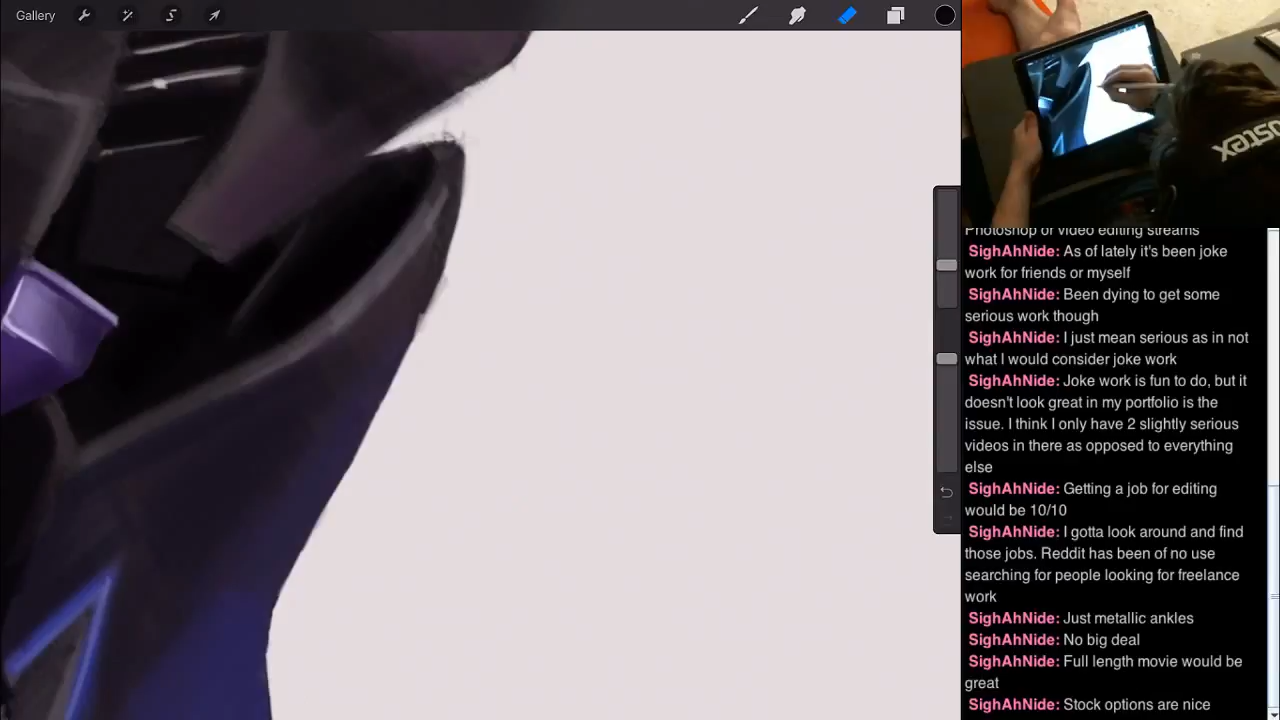 Gallery
ostex
Photoshop or video editing streams
SighAhNide: As of lately it's been joke
work for friends or myself
SighAhNide: Been dying to get some
serious work though
SighAhNide: I just mean serious as in not
what I would consider joke work
SighAhNide: Joke work is fun to do, but it
doesn't look great in my portfolio is the
issue. I think I only have 2 slightly serious
videos in there as opposed to everything
else
SighAhNide: Getting a job for editing
would be 10/10
SighAhNide: I gotta look around and find
those jobs. Reddit has been of no use
searching for people looking for freelance
work
SighAhNide: Just metallic ankles
SighAhNide: No big deal
SighAhNide: Full length movie would be
great
SighAhNide: Stock options are nice